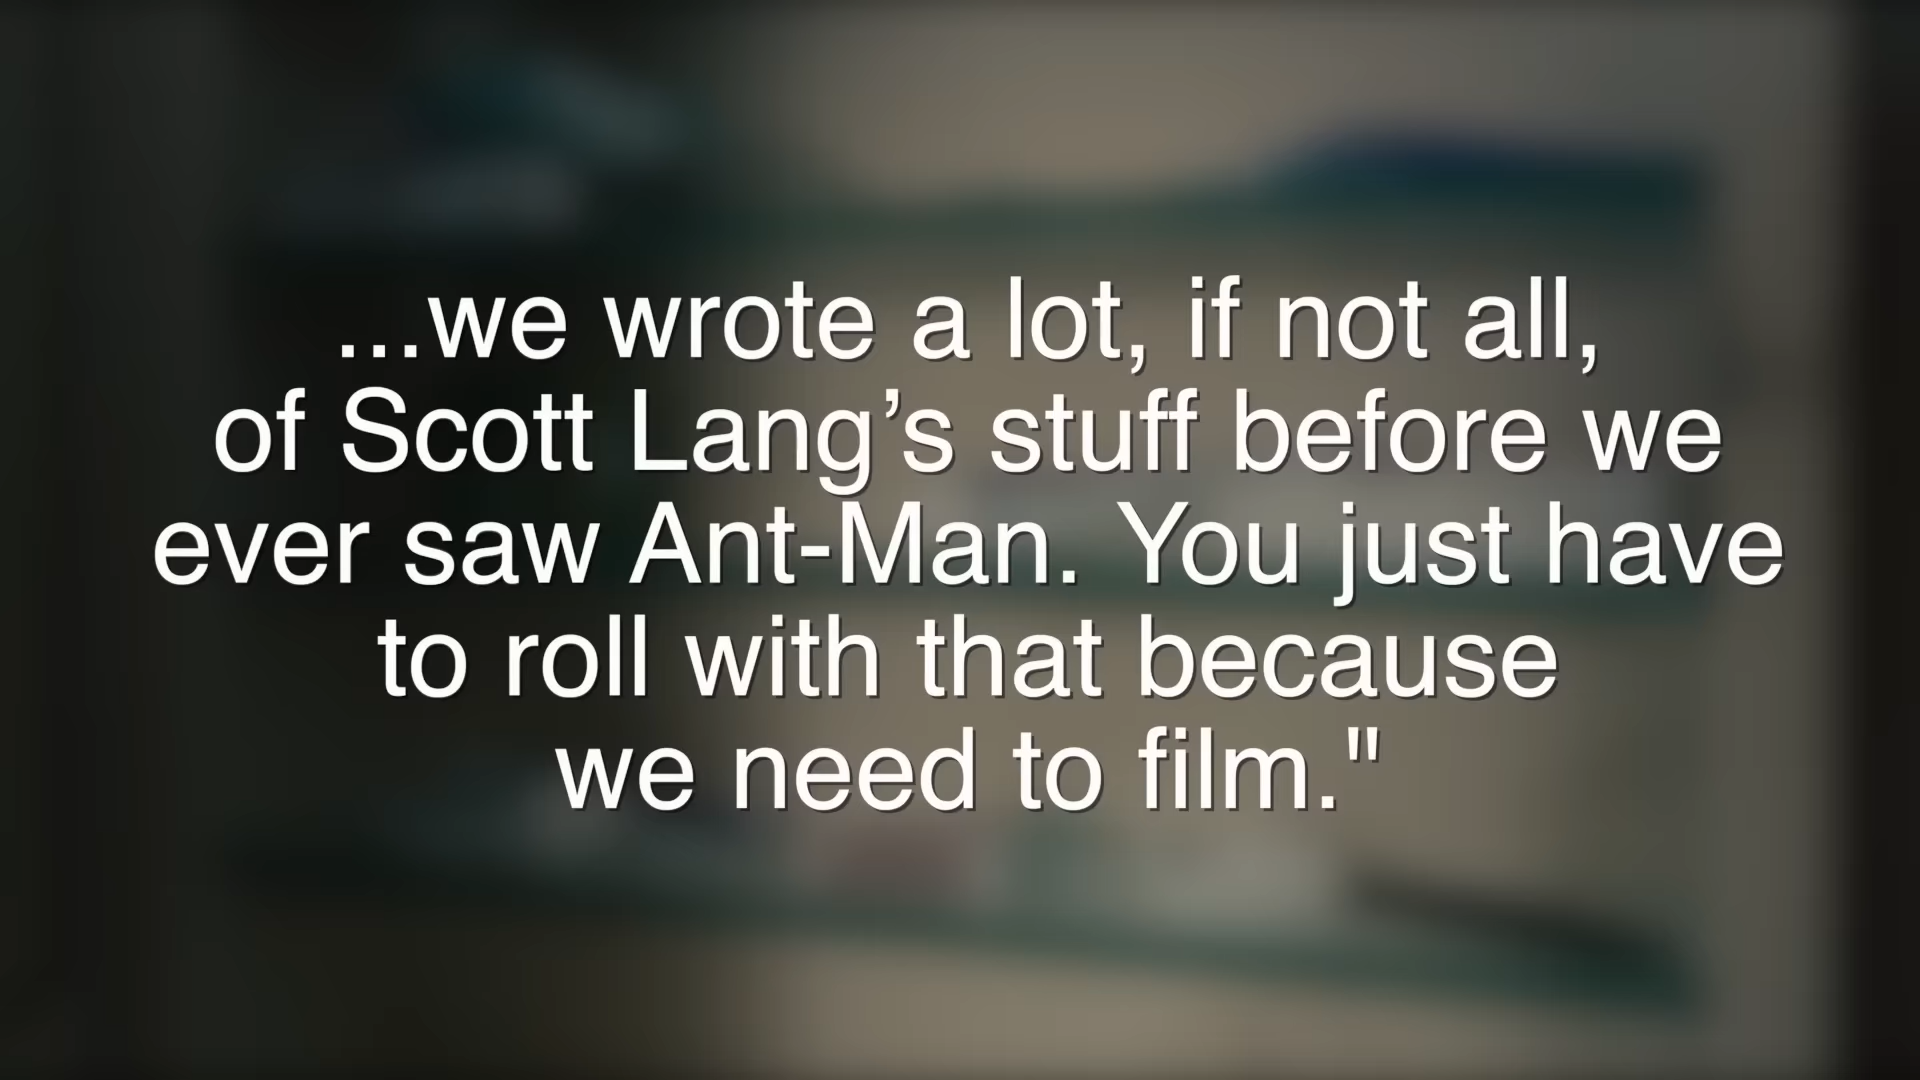 ...we wrote a lot, if not all,
of Scott Lang’s stuff before we
ever saw Ant-Man. You just have
to roll with that because
we need to film."